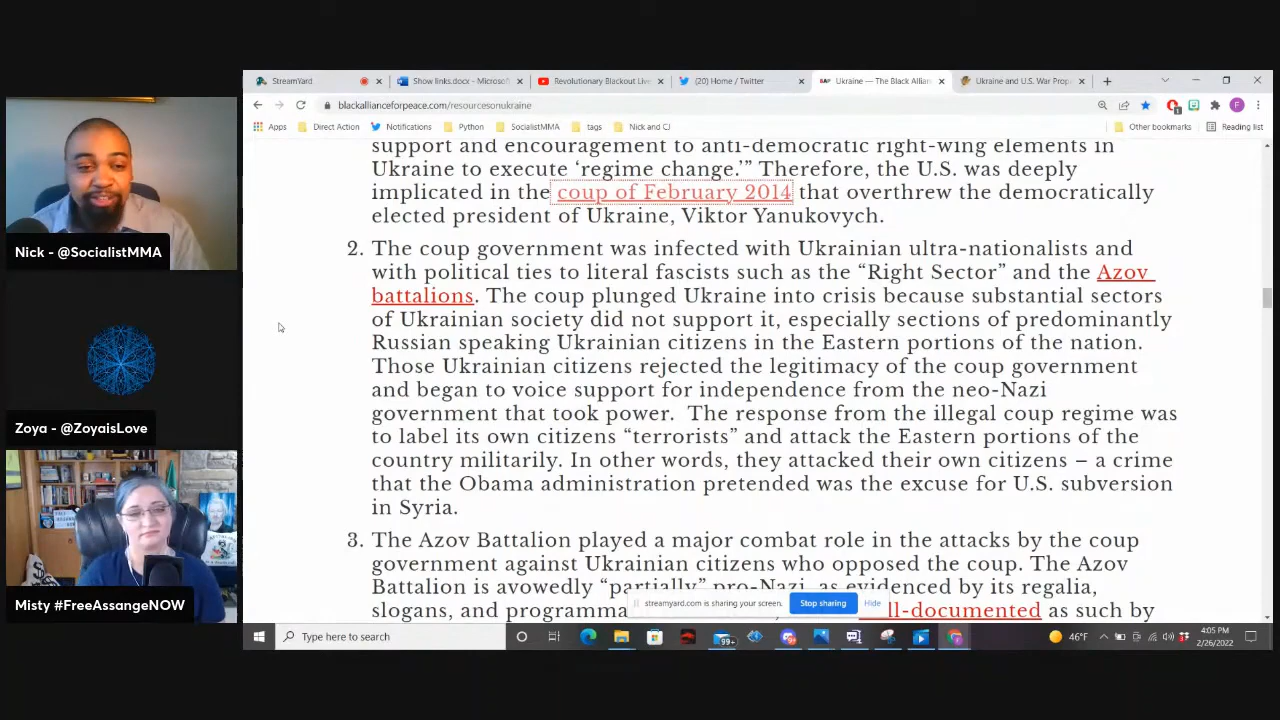 StreamYard
Show links.docx - Microsoft
Revolutionary Blackout Live
(20) Home / Twitter
Ukraine — The Black Allian
Ukraine and U.S. War Prop
blackallianceforpeace.com/resourcesonukraine
Apps
Direct Action
Notifications
Python
SocialistMMA
tags
Nick and CJ
Other bookmarks
Reading list
support and encouragement to anti-democratic right-wing elements in
Ukraine to execute ‘regime change.’” Therefore, the U.S. was deeply
implicated in the coup of February 2014 that overthrew the democratically
elected president of Ukraine, Viktor Yanukovych.
2. The coup government was infected with Ukrainian ultra-nationalists and
with political ties to literal fascists such as the “Right Sector” and the Azov
battalions. The coup plunged Ukraine into crisis because substantial sectors
of Ukrainian society did not support it, especially sections of predominantly
Russian speaking Ukrainian citizens in the Eastern portions of the nation.
Those Ukrainian citizens rejected the legitimacy of the coup government
and began to voice support for independence from the neo-Nazi
government that took power. The response from the illegal coup regime was
to label its own citizens “terrorists” and attack the Eastern portions of the
country militarily. In other words, they attacked their own citizens – a crime
that the Obama administration pretended was the excuse for U.S. subversion
in Syria.
3. The Azov Battalion played a major combat role in the attacks by the coup
government against Ukrainian citizens who opposed the coup. The Azov
Battalion is avowedly “partially” pro-Nazi, as evidenced by its regalia,
slogans, and programma ll-documented as such by
streamyard.com is sharing your screen.
Stop sharing
Hide
Type here to search
99+
46°F
4:05 PM
2/26/2022
Nick - @SocialistMMA
Zoya - @ZoyaisLove
Misty #FreeAssangeNOW